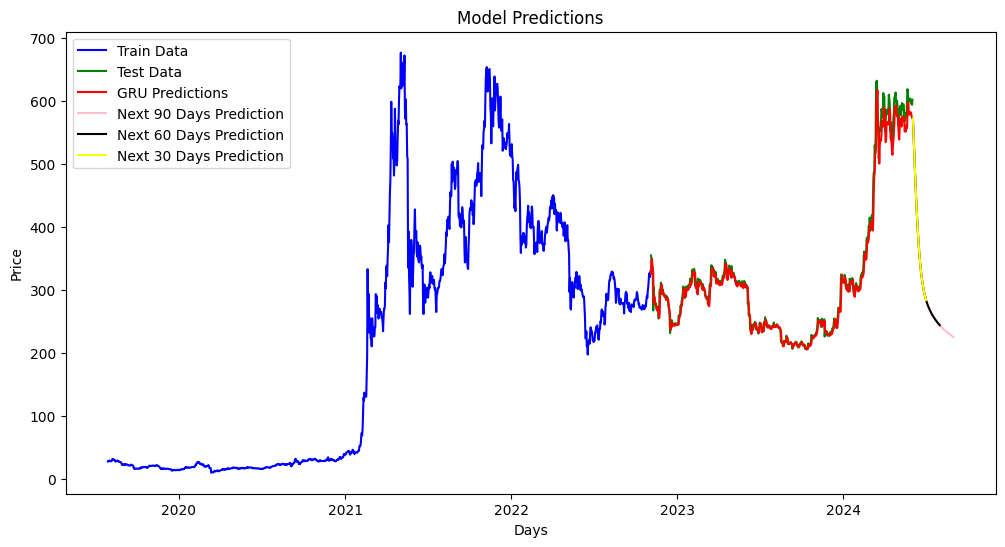 Model Predictions
Train Data
Test Data
GRU Predictions
Next 90 Days Prediction
Next 60 Days Prediction
Next 30 Days Prediction
Price
700
600
500
400
300
200
100
0
2020
2021
2022
2023
2024
Days